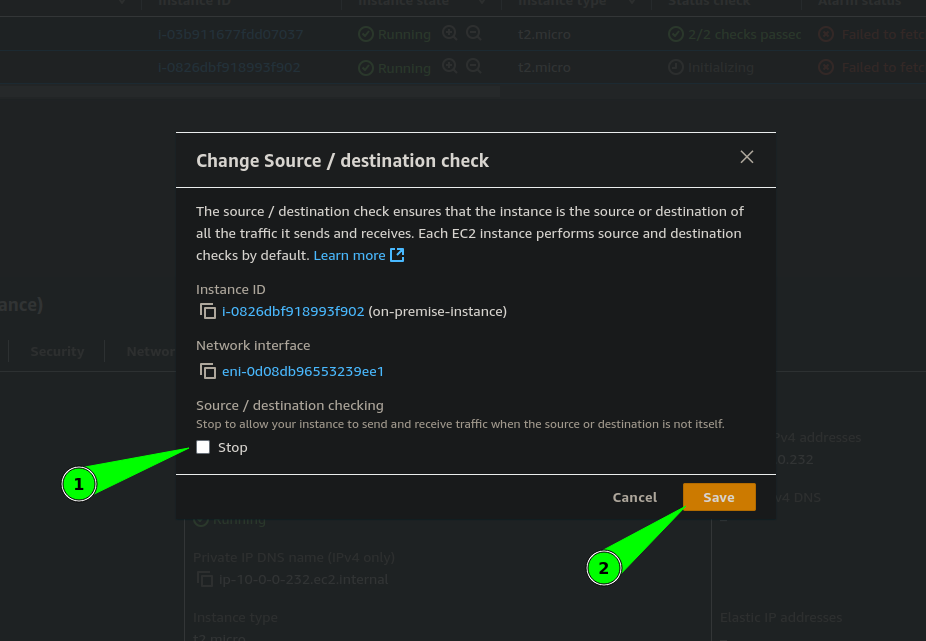 Instance ID Instance state Instance type Status check Alarm status
i-03b911677fdd07037 Running t2.micro 2/2 checks passec Failed to fetc
i-0826dbf918993f902 Running t2.micro Initializing Failed to fetc
Change Source / destination check
The source / destination check ensures that the instance is the source or destination of
all the traffic it sends and receives. Each EC2 instance performs source and destination
checks by default. Learn more
Instance ID
ance)
i-0826dbf918993f902 (on-premise-instance)
Network interface
Security Networ
eni-0d08db96553239ee1
Source / destination checking
Stop to allow your instance to send and receive traffic when the source or destination is not itself.
Pv4 addresses
Stop
0.232
1
Cancel Save
v4 DNS
Running
Private IP DNS name (IPv4 only)
2
ip-10-0-0-232.ec2.internal
Instance type Elastic IP addresses
t2.micro